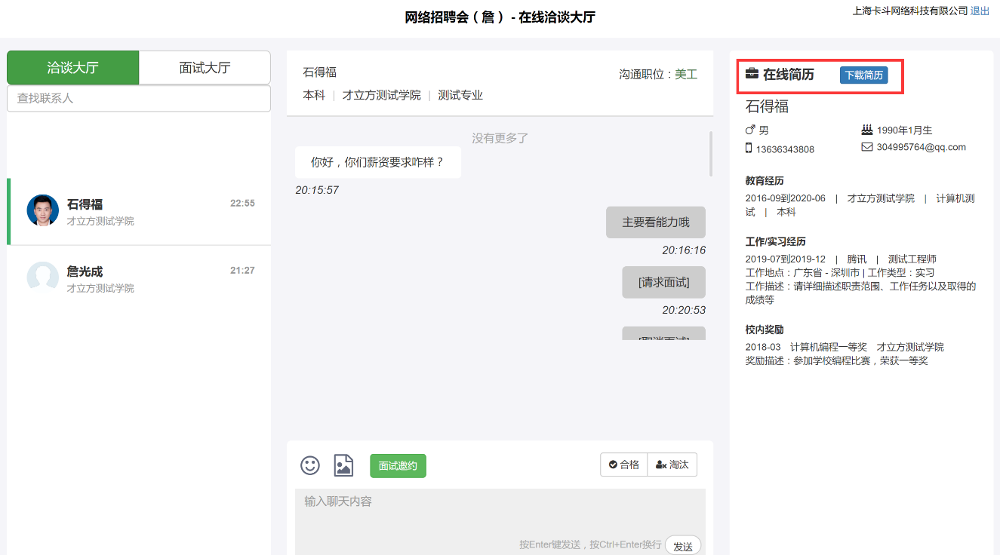 网络招聘会（詹 ） - 在线洽谈大厅
上海卡斗网络科技有限公司 退出
洽谈大厅
面试大厅
查找联系人
石得福
22:55
才立方测试学院
詹光成
21:27
才立方测试学院
石得福
沟通职位：美工
本科 | 才立方测试学院 | 测试专业
没有更多了
你好，你们薪资要求咋样？
20:15:57
主要看能力哦
20:16:16
[请求面试]
20:20:53
[取消面试]
面试邀约
合格
淘汰
输入聊天内容
按Enter键发送，按Ctrl+Enter换行
发送
在线简历
下载简历
石得福
男
1990年1月生
13636343808
304995764@qq.com
教育经历
2016-09到2020-06 | 才立方测试学院 | 计算机测
试 | 本科
工作/实习经历
2019-07到2019-12 | 腾讯 | 测试工程师
工作地点：广东省 - 深圳市 | 工作类型：实习
工作描述：请详细描述职责范围、工作任务以及取得的
成绩等
校内奖励
2018-03 计算机编程一等奖 才立方测试学院
奖励描述：参加学校编程比赛，荣获一等奖